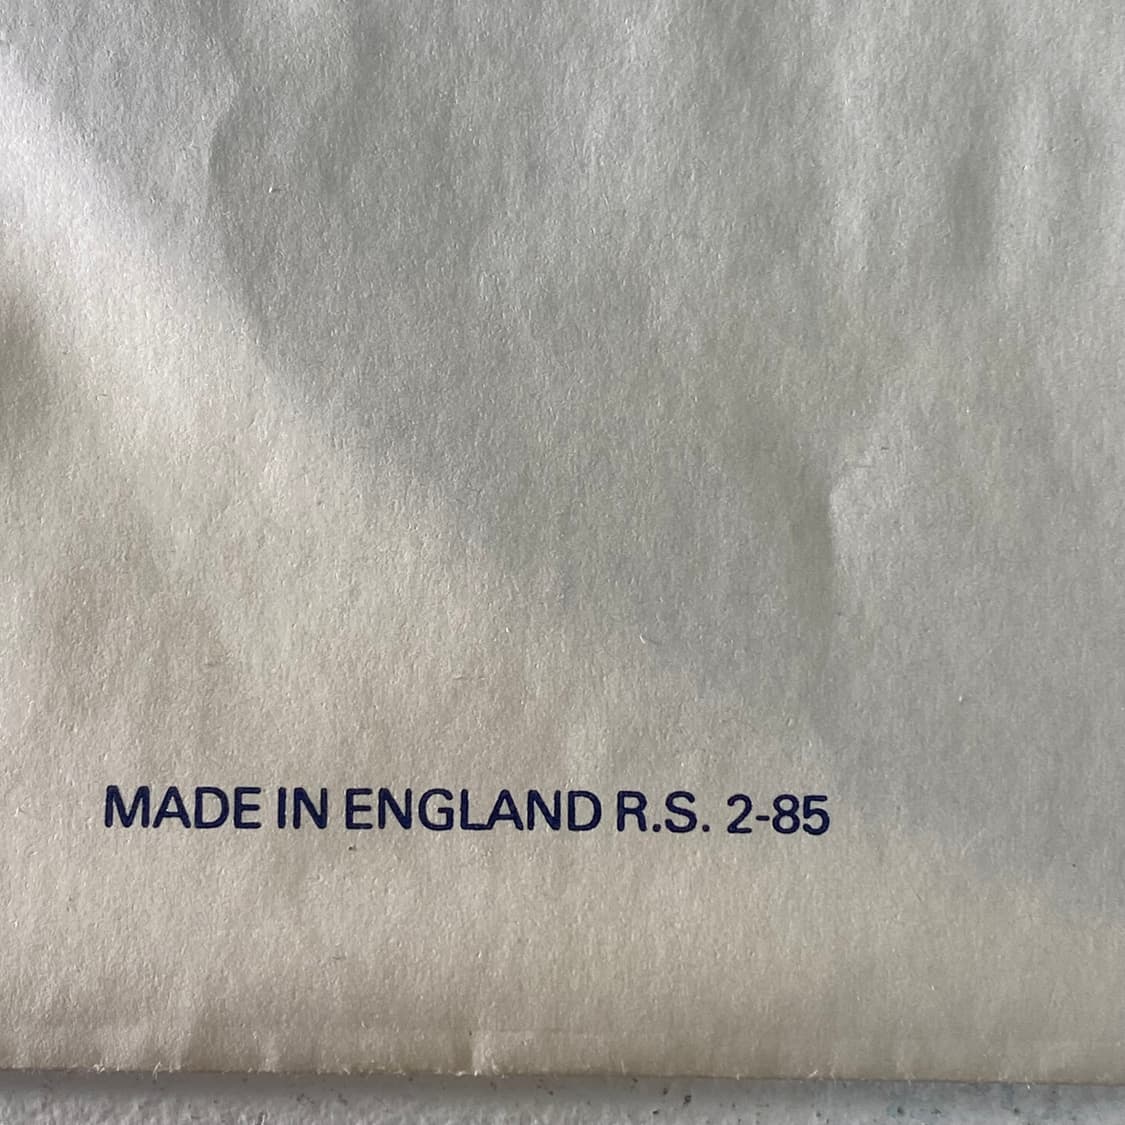 MADE IN ENGLAND R.S. 2-85